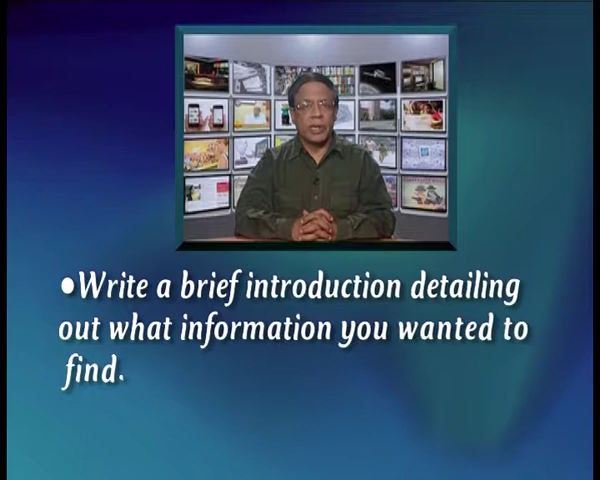 •Write a brief introduction detailing
out what information you wanted to
find.